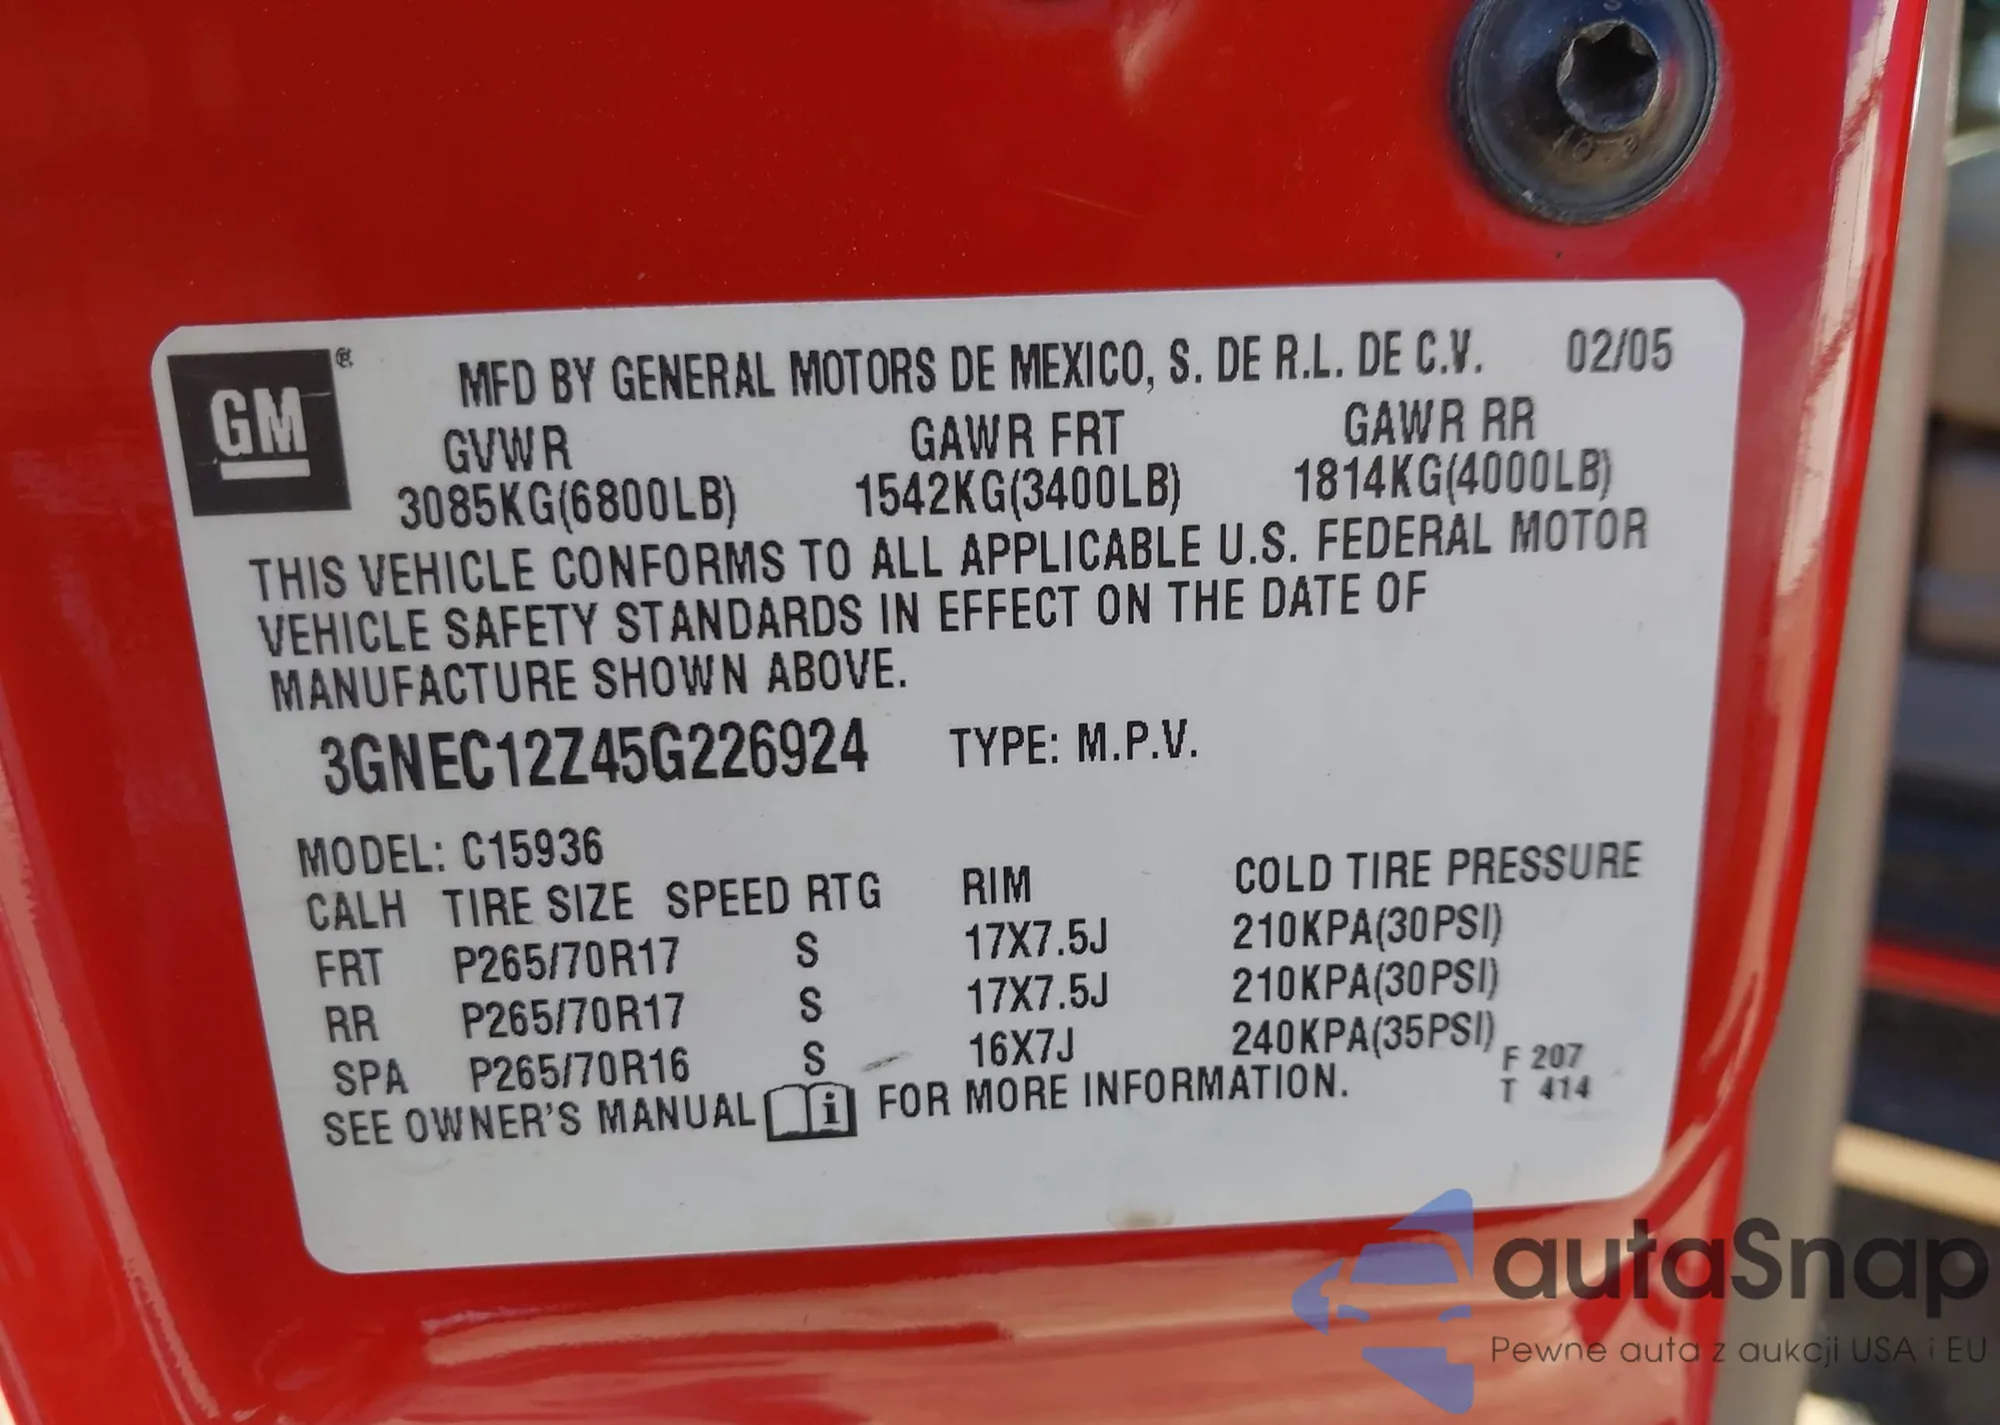 GM ®
MFD BY GENERAL MOTORS DE MEXICO, S. DE R.L. DE C.V. 02/05
GVWR GAWR FRT GAWR RR
3085KG(6800LB) 1542KG(3400LB) 1814KG(4000LB)
THIS VEHICLE CONFORMS TO ALL APPLICABLE U.S. FEDERAL MOTOR
VEHICLE SAFETY STANDARDS IN EFFECT ON THE DATE OF
MANUFACTURE SHOWN ABOVE.
3GNEC12Z45G226924 TYPE: M.P.V.
MODEL: C15936
CALH TIRE SIZE SPEED RTG RIM COLD TIRE PRESSURE
FRT P265/70R17 S 17X7.5J 210KPA(30PSI)
RR P265/70R17 S 17X7.5J 210KPA(30PSI)
SPA P265/70R16 S 16X7J 240KPA(35PSI)
SEE OWNER'S MANUAL i FOR MORE INFORMATION.
F 207
T 414
autaSnap
Pewne auta z aukcji USA i EU